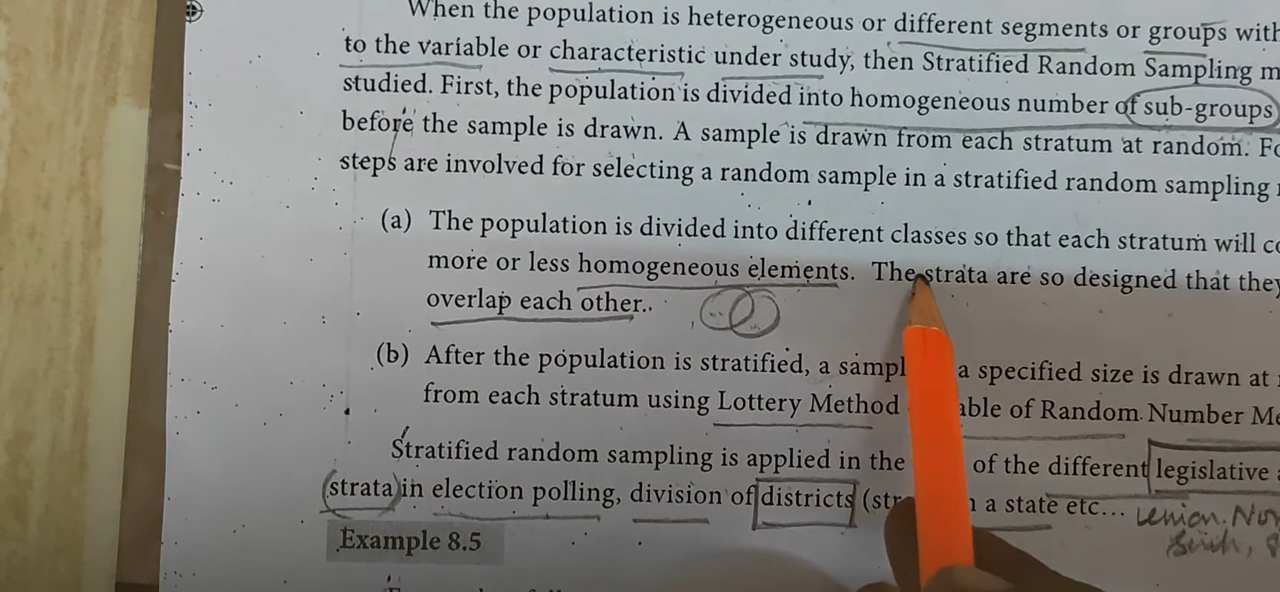 When the population is heterogeneous or different segments or groups with
to the variable or characteristic under study, then Stratified Random Sampling m
studied. First, the population is divided into homogeneous number of sub-groups
before the sample is drawn. A sample is drawn from each stratum at random. Fo
steps are involved for selecting a random sample in a stratified random sampling
(a) The population is divided into different classes so that each stratum will co
more or less homogeneous elements. The strata are so designed that they
overlap each other..
(b) After the population is stratified, a sampl a specified size is drawn at
from each stratum using Lottery Method able of Random Number Me
Stratified random sampling is applied in the of the different legislative
(strata) in election polling, division of districts (str a state etc...
Example 8.5